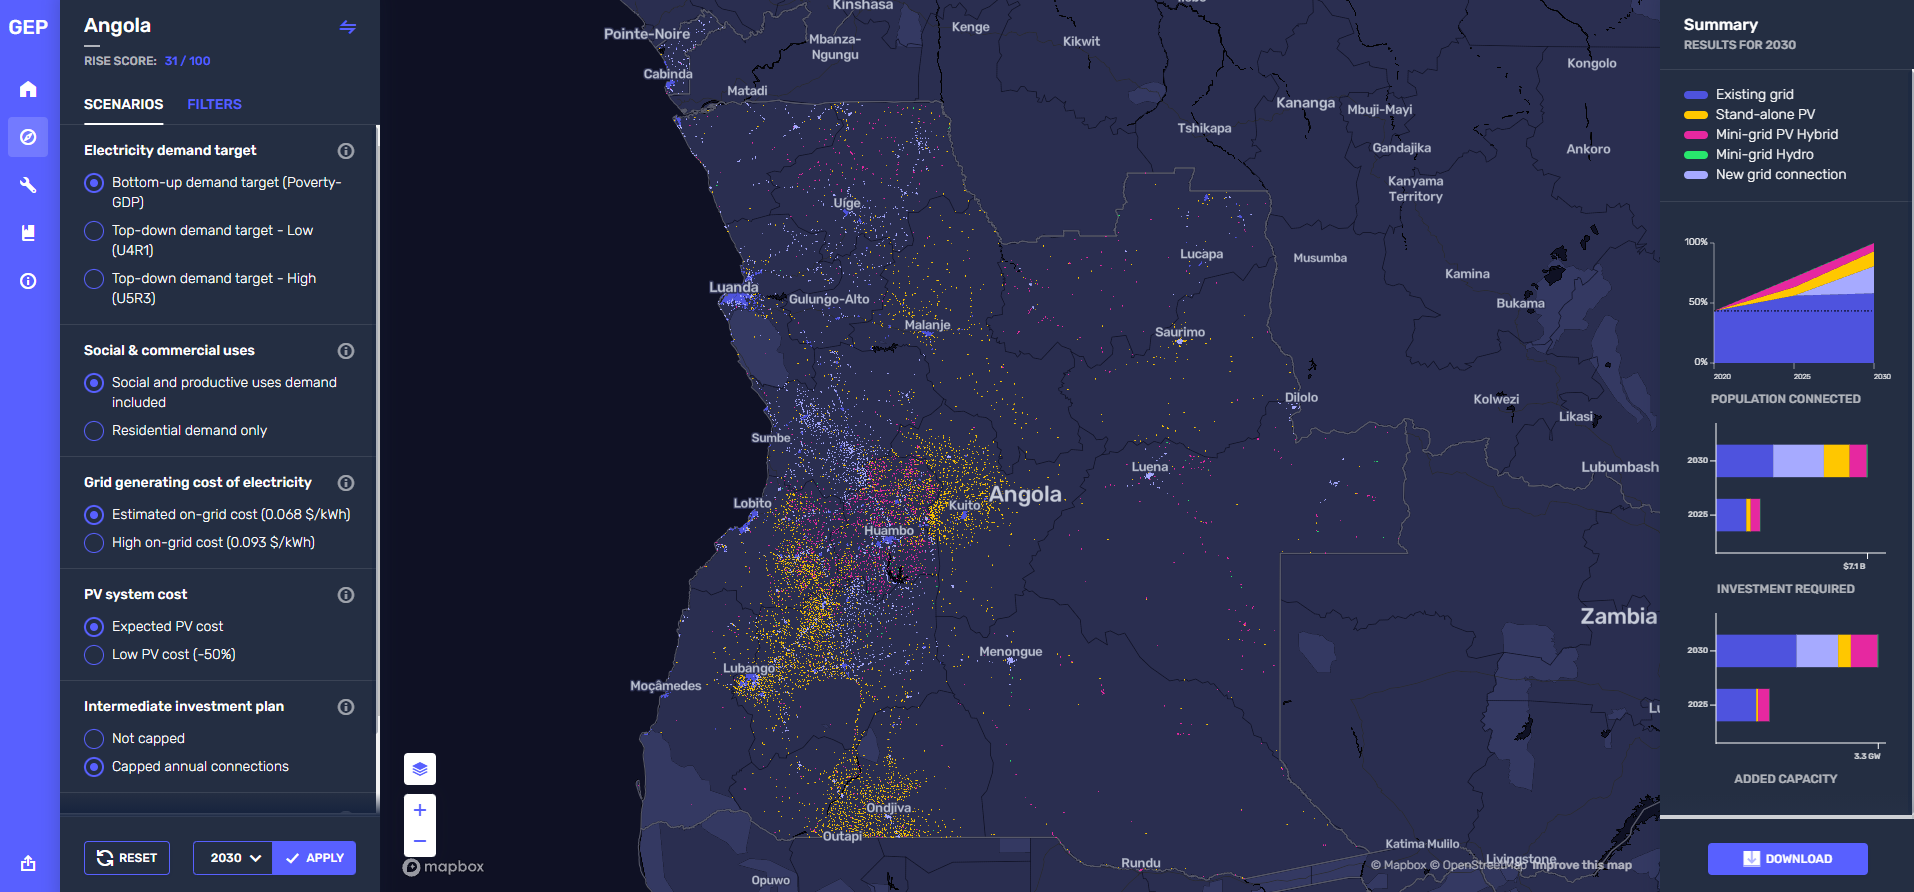 GEP
Angola
RISE SCORE: 31 / 100
SCENARIOS
FILTERS
Electricity demand target
Bottom-up demand target (Poverty-
GDP)
Top-down demand target - Low
(U4R1)
Top-down demand target - High
(U5R3)
Social & commercial uses
Social and productive uses demand
included
Residential demand only
Grid generating cost of electricity
Estimated on-grid cost (0.068 $/kWh)
High on-grid cost (0.093 $/kWh)
PV system cost
Expected PV cost
Low PV cost (-50%)
Intermediate investment plan
Not capped
Capped annual connections
RESET
2030
APPLY
Kinshasa
Pointe-Noire
Mbanza-
Ngungu
Kenge
Kikwit
Cabinda
Matadi
Kongolo
Kananga
Mbuji-Mayi
Tshikapa
Gandajika
Ankoro
Kanyama
Territory
Uíge
Lucapa
Musumba
Kamina
Luanda
Gulungo-Alto
Bukama
Malanje
Saurimo
Dilolo
Kolwezi
Likasi
Sumbe
Luena
Lubumbash
Angola
Lobito
Kuito
Huambo
Zambia
Menongue
Lubango
Moçâmedes
Ondjiva
Outapi
Katima Mulilo
Rundu
Livingstone
Opuwo
mapbox
© Mapbox © OpenStreetMap Improve this map
Summary
RESULTS FOR 2030
Existing grid
Stand-alone PV
Mini-grid PV Hybrid
Mini-grid Hydro
New grid connection
100%
50%
0%
2020
2025
2030
POPULATION CONNECTED
2030
2025
$7.1 B
INVESTMENT REQUIRED
2030
2025
3.3 GW
ADDED CAPACITY
DOWNLOAD